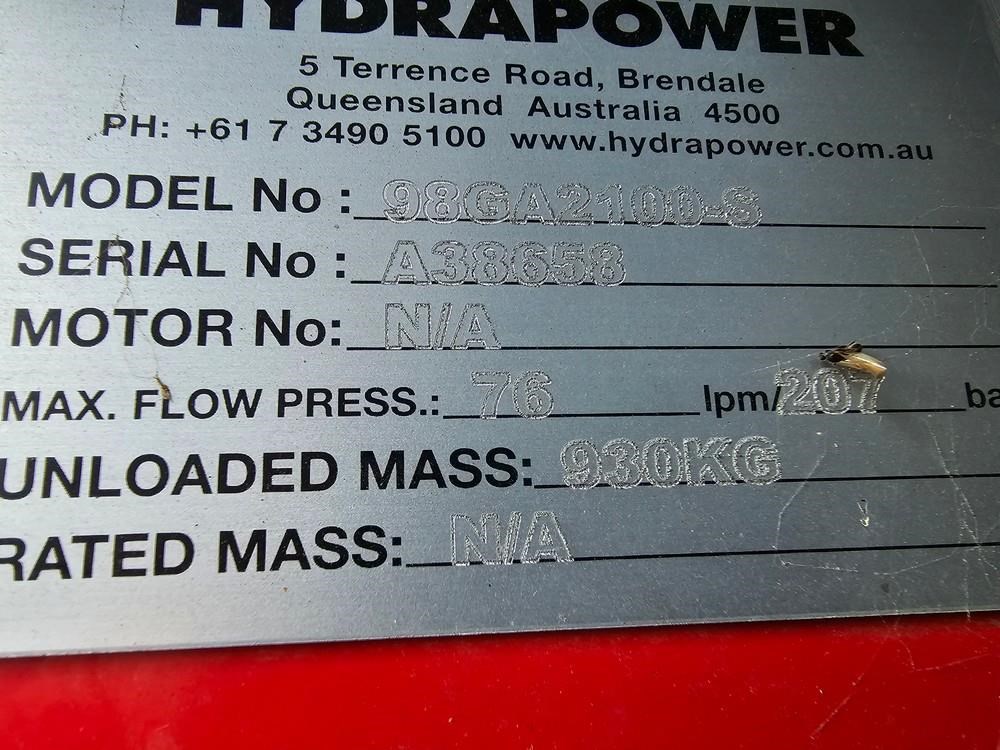 HYDRAPOWER
5 Terrence Road, Brendale
Queensland Australia 4500
PH: +61 7 3490 5100 www.hydrapower.com.au
MODEL No : 98GA2100-S
SERIAL No : A38658
MOTOR No: N/A
MAX. FLOW PRESS.: 76 lpm/207 ba
UNLOADED MASS: 930KG
RATED MASS: N/A